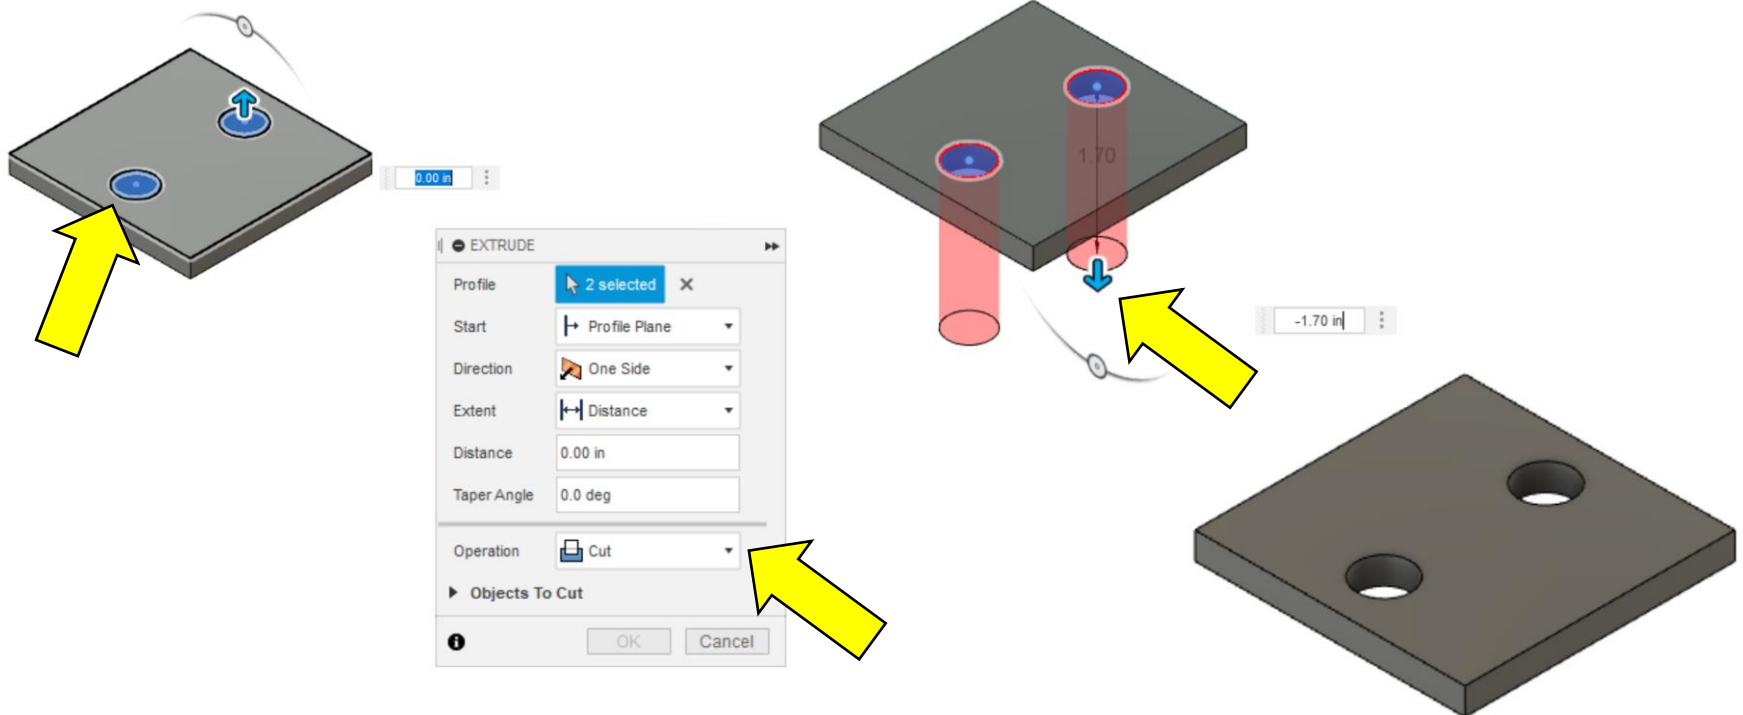 0.00 in
EXTRUDE
Profile 2 selected
Start Profile Plane
Direction One Side
Extent Distance
Distance 0.00 in
Taper Angle 0.0 deg
Operation Cut
Objects To Cut
OK Cancel
1.70
-1.70 in